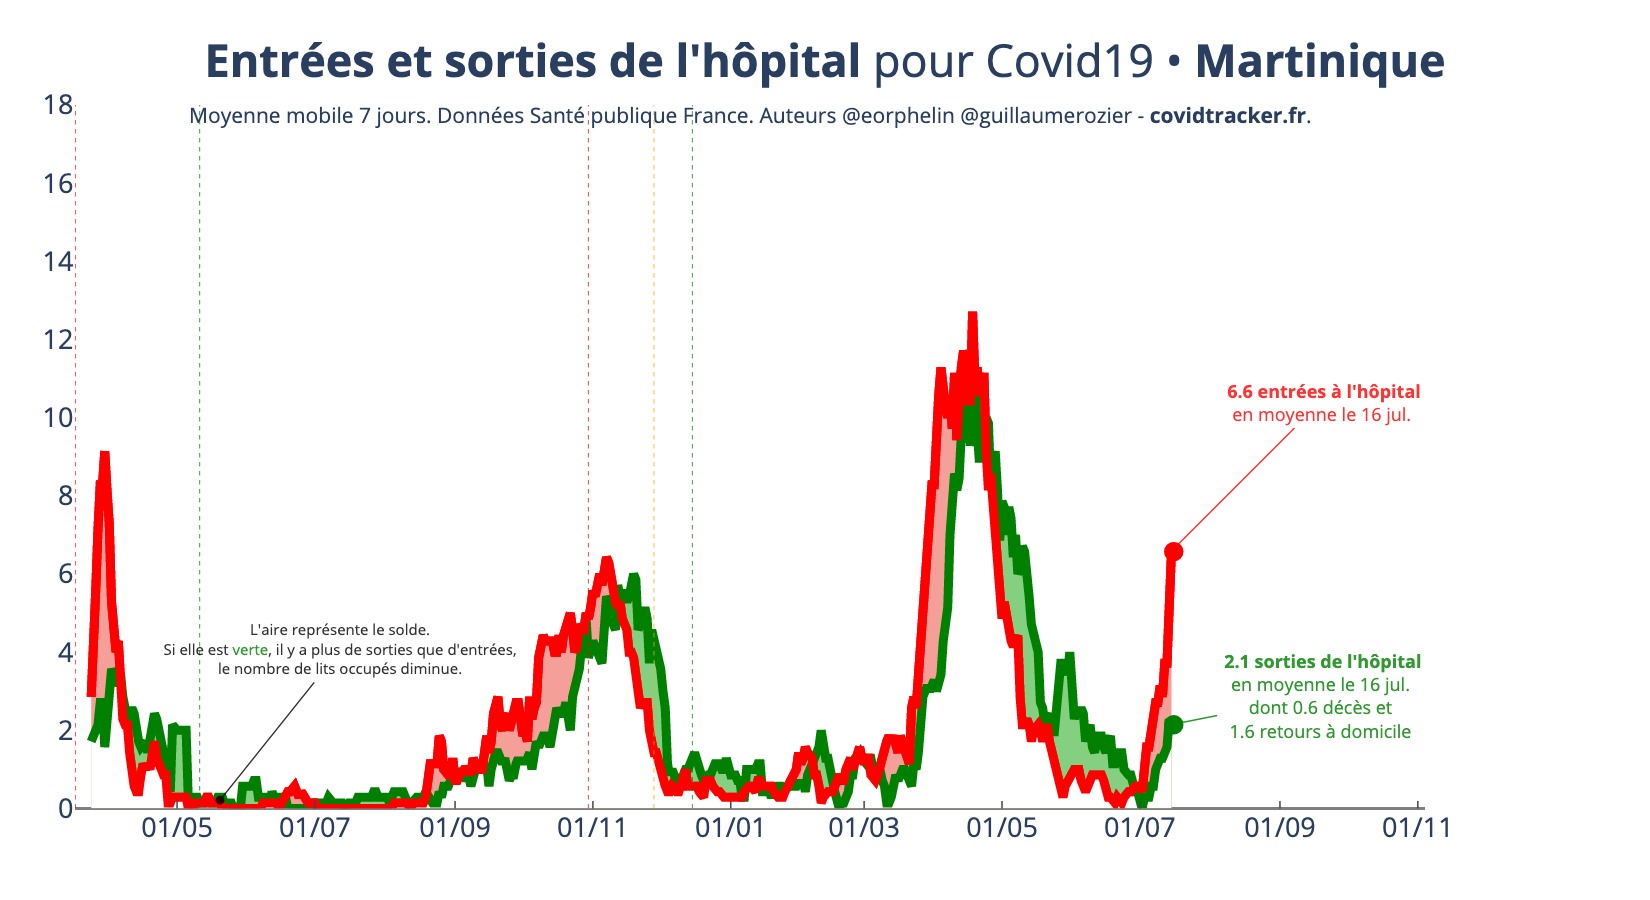 Entrées et sorties de l'hôpital pour Covid19 • Martinique
Moyenne mobile 7 jours. Données Santé publique France. Auteurs @eorphelin @guillaumerozier - covidtracker.fr.
18
16
14
12
10
8
6
4
2
0
6.6 entrées à l'hôpital
en moyenne le 16 jul.
L'aire représente le solde.
Si elle est verte, il y a plus de sorties que d'entrées,
le nombre de lits occupés diminue.
2.1 sorties de l'hôpital
en moyenne le 16 jul.
dont 0.6 décès et
1.6 retours à domicile
01/05 01/07 01/09 01/11 01/01 01/03 01/05 01/07 01/09 01/11